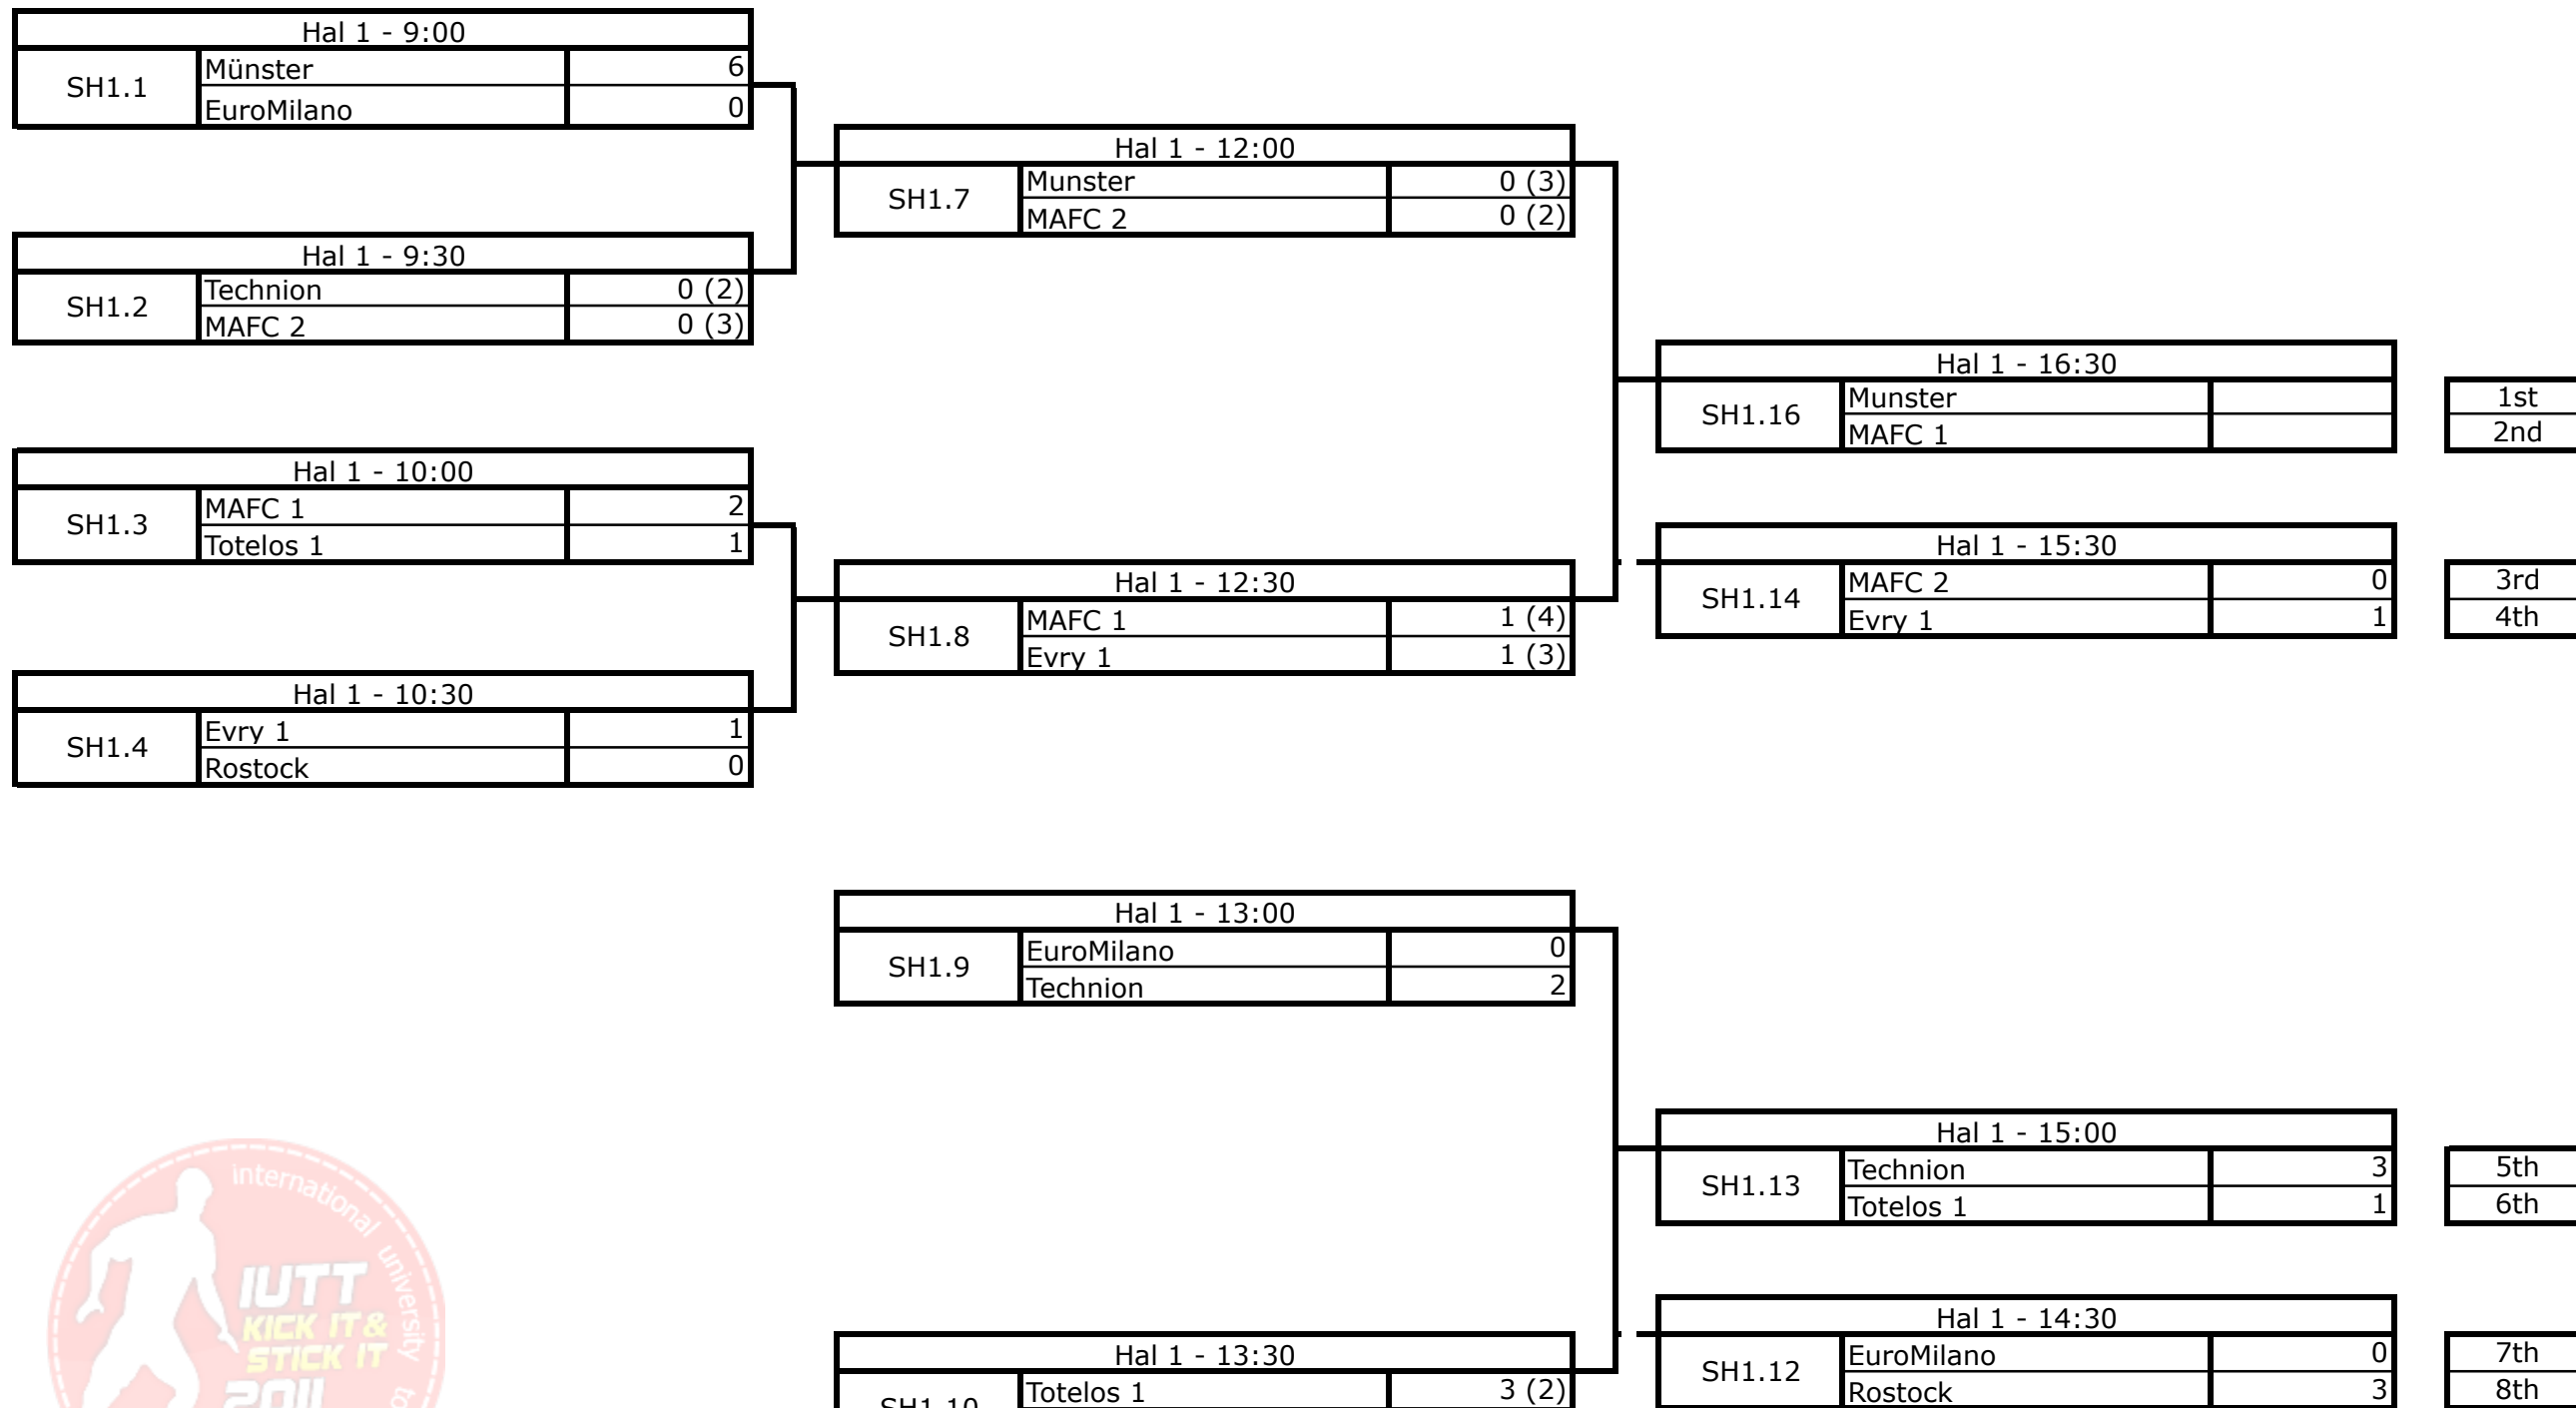 Hal 1 - 9:00
SH1.1
Münster 6
EuroMilano 0
Hal 1 - 12:00
SH1.7
Munster 0 (3)
MAFC 2 0 (2)
Hal 1 - 9:30
SH1.2
Technion 0 (2)
MAFC 2 0 (3)
Hal 1 - 16:30
SH1.16
Munster
MAFC 1
1st
2nd
Hal 1 - 10:00
SH1.3
MAFC 1 2
Totelos 1 1
Hal 1 - 15:30
SH1.14
MAFC 2 0
Evry 1 1
3rd
4th
Hal 1 - 12:30
SH1.8
MAFC 1 1 (4)
Evry 1 1 (3)
Hal 1 - 10:30
SH1.4
Evry 1 1
Rostock 0
Hal 1 - 13:00
SH1.9
EuroMilano 0
Technion 2
Hal 1 - 15:00
SH1.13
Technion 3
Totelos 1 1
5th
6th
Hal 1 - 14:30
SH1.12
EuroMilano 0
Rostock 3
7th
8th
Hal 1 - 13:30
SH1.10
Totelos 1 3 (2)
international university
IUTT
KICK IT &
STICK IT
2011